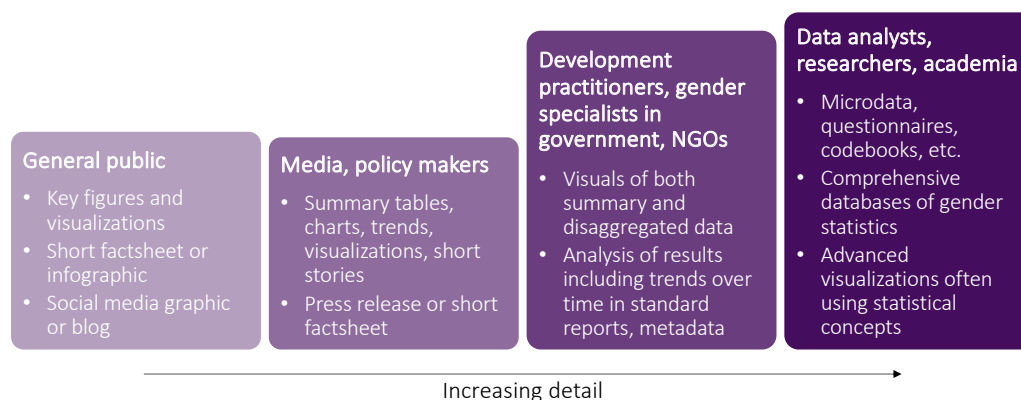 General public
• Key figures and
visualizations
• Short factsheet or
infographic
• Social media graphic
or blog
Media, policy makers
• Summary tables,
charts, trends,
visualizations, short
stories
• Press release or short
factsheet
Development
practitioners, gender
specialists in
government, NGOs
• Visuals of both
summary and
disaggregated data
• Analysis of results
including trends over
time in standard
reports, metadata
Data analysts,
researchers, academia
• Microdata,
questionnaires,
codebooks, etc.
• Comprehensive
databases of gender
statistics
• Advanced
visualizations often
using statistical
concepts
Increasing detail